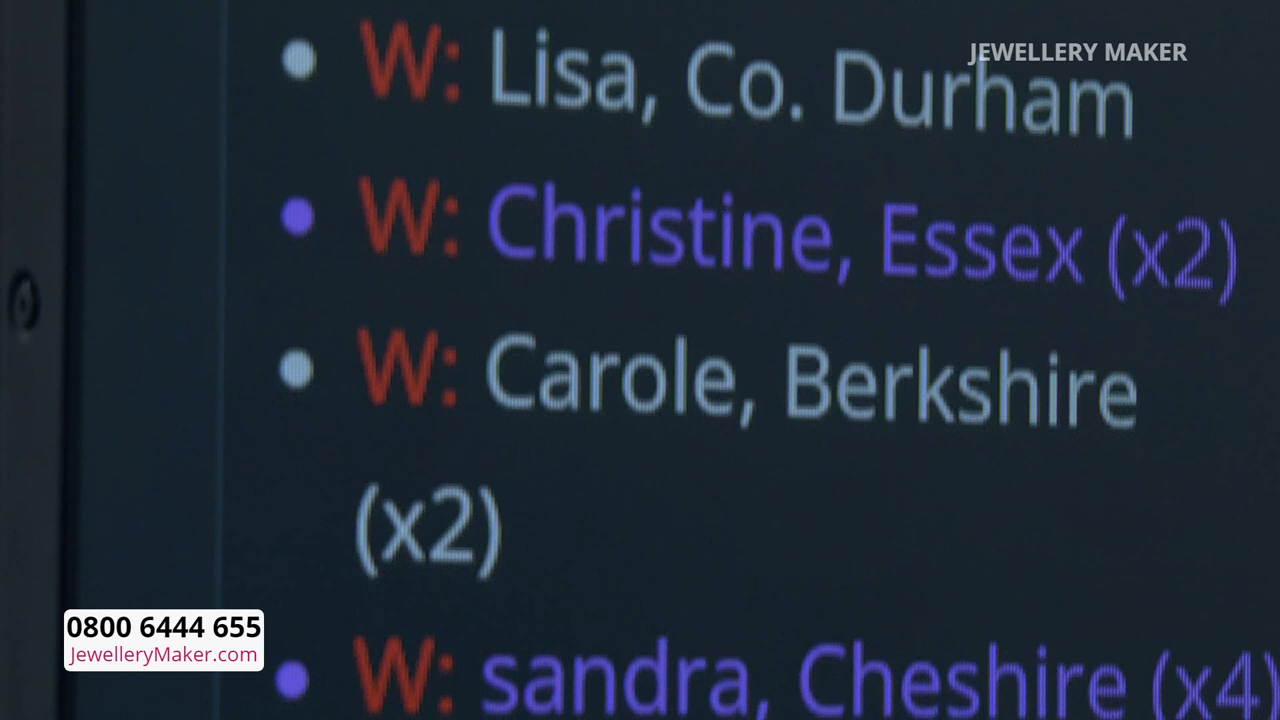 JEWELLERY MAKER
W: Lisa, Co. Durham
W: Christine, Essex (x2)
W: Carole, Berkshire
(x2)
W: sandra, Cheshire (x4)
0800 6444 655
JewelleryMaker.com